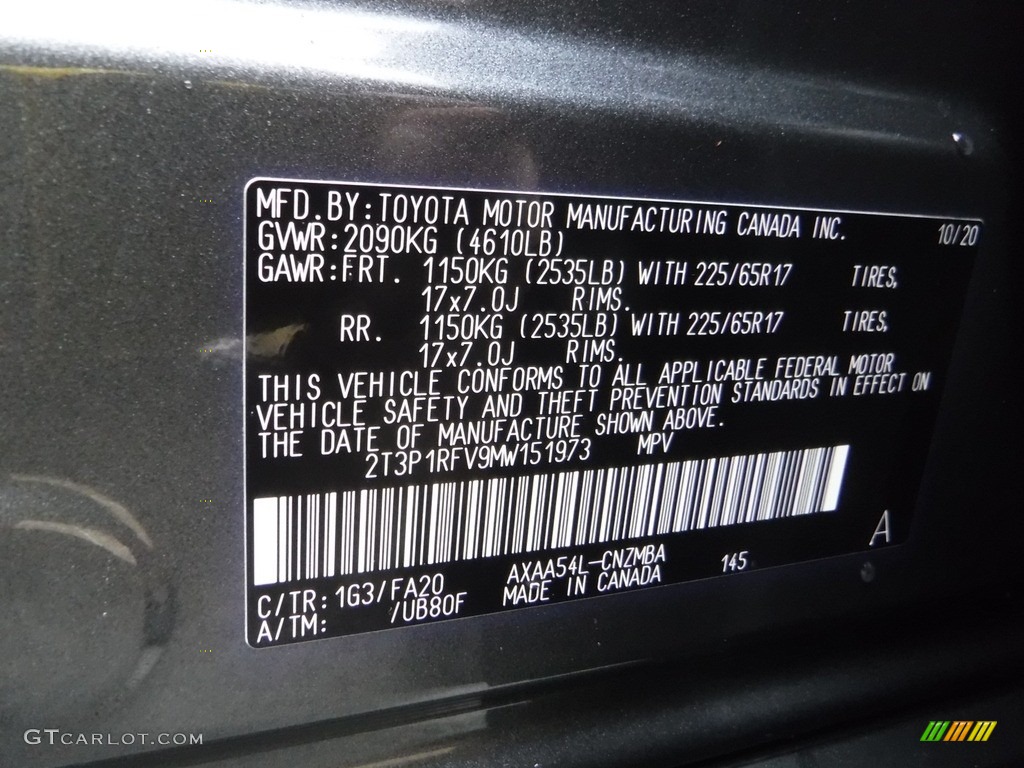 MFD.BY:TOYOTA MOTOR MANUFACTURING CANADA INC. 10/20
GVWR:2090KG (4610LB)
GAWR:FRT. 1150KG (2535LB) WITH 225/65R17 TIRES,
17x7.0J RIMS.
RR. 1150KG (2535LB) WITH 225/65R17 TIRES,
17x7.0J RIMS.
THIS VEHICLE CONFORMS TO ALL APPLICABLE FEDERAL MOTOR
VEHICLE SAFETY AND THEFT PREVENTION STANDARDS IN EFFECT ON
THE DATE OF MANUFACTURE SHOWN ABOVE.
2T3P1RFV9MW151973 MPV
A
C/TR:1G3/FA20 AXAA54L-CNZMBA 145
A/TM: /UB80F MADE IN CANADA
GTCARLOT.COM